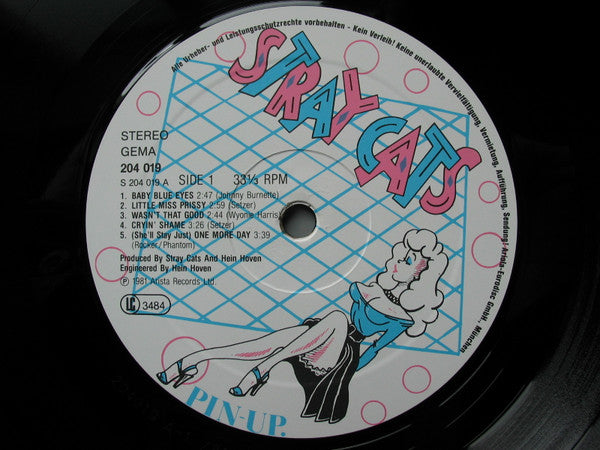 Alle Urheber- und Leistungsschutzrechte vorbehalten - Kein Verleih! Keine unerlaubte Vervielfältigung, Vermietung, Aufführung, Sendung! Ariola-Eurodisc GmbH., München
STRAY CATS
STEREO
GEMA
204 019
S 204 019 A SIDE 1 33⅓ RPM
1. BABY BLUE EYES 2:47 (Johnny Burnette)
2. LITTLE MISS PRISSY 2:59 (Setzer)
3. WASN'T THAT GOOD 2:44 (Wyonie Harris)
4. CRYIN' SHAME 3:26 (Setzer)
5. (She'll Stay Just) ONE MORE DAY 3:39
(Rocker/Phantom)
Produced By Stray Cats And Hein Hoven
Engineered By Hein Hoven
℗ 1981 Arista Records Ltd.
LC 3484
PIN-UP.